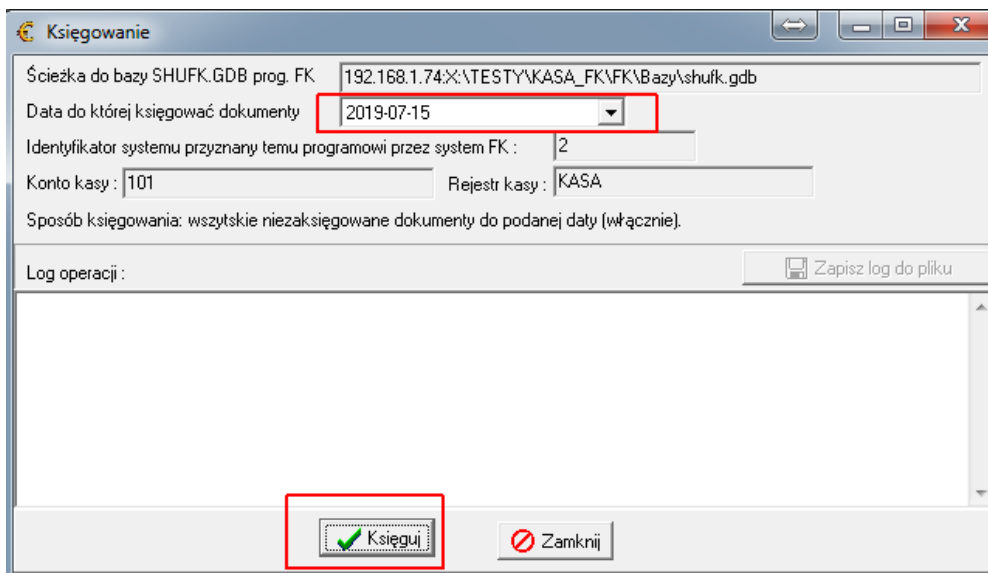 Księgowanie
Ścieżka do bazy SHUFK.GDB prog. FK 192.168.1.74:X:\TESTY\KASA_FK\FK\Bazy\shufk.gdb
Data do której księgować dokumenty 2019-07-15
Identyfikator systemu przyznany temu programowi przez system FK : 2
Konto kasy : 101 Rejestr kasy : KASA
Sposób księgowania: wszytskie niezaksięgowane dokumenty do podanej daty (włącznie).
Log operacji : Zapisz log do pliku
Księguj Zamknij